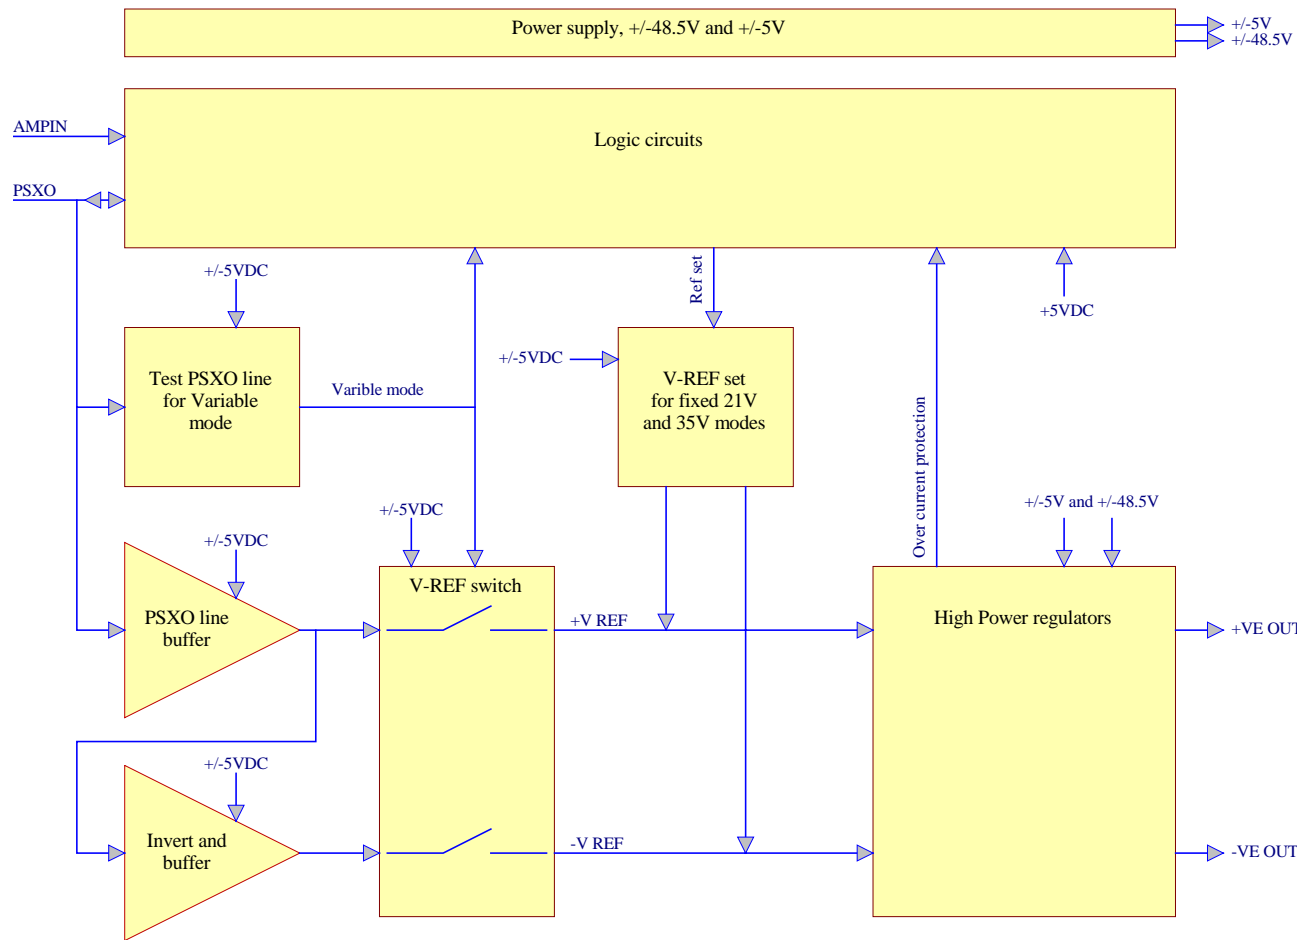 Power supply, +/-48.5V and +/-5V
+/-5V
+/-48.5V
AMPIN
Logic circuits
PSXO
+/-5VDC
Ref set
+5VDC
Test PSXO line
for Variable
mode
Varible mode
+/-5VDC
V-REF set
for fixed 21V
and 35V modes
Over current protection
+/-5VDC
+/-5VDC
+/-5V and +/-48.5V
V-REF switch
PSXO line
buffer
+V REF
High Power regulators
+VE OUT
+/-5VDC
Invert and
buffer
-V REF
-VE OUT